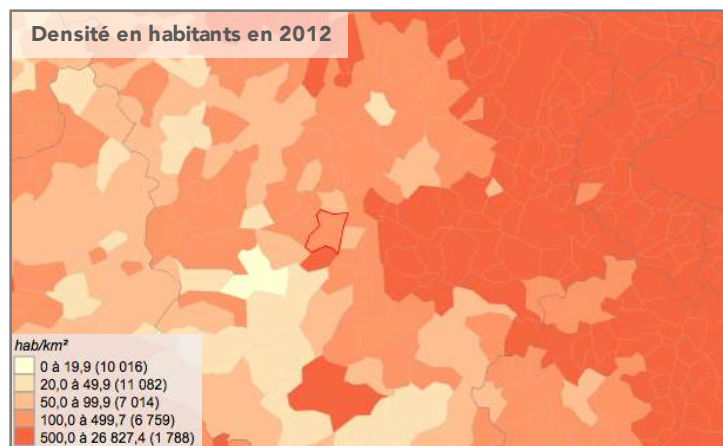 Densité en habitants en 2012
hab/km²
0 à 19,9 (10 016)
20,0 à 49,9 (11 082)
50,0 à 99,9 (7 014)
100,0 à 499,7 (6 759)
500,0 à 26 827,4 (1 788)